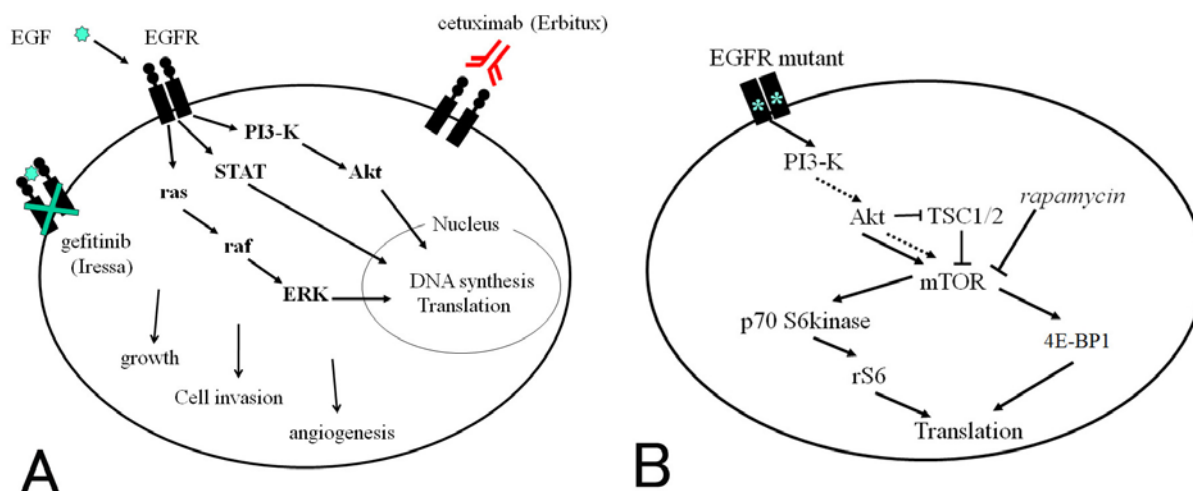 EGF
EGFR
cetuximab (Erbitux)
PI3-K
STAT
Akt
ras
raf
ERK
Nucleus
DNA synthesis
Translation
gefitinib
(Iressa)
growth
Cell invasion
angiogenesis
A
EGFR mutant
* *
PI3-K
Akt
TSC1/2
rapamycin
mTOR
p70 S6kinase
4E-BP1
rS6
Translation
B